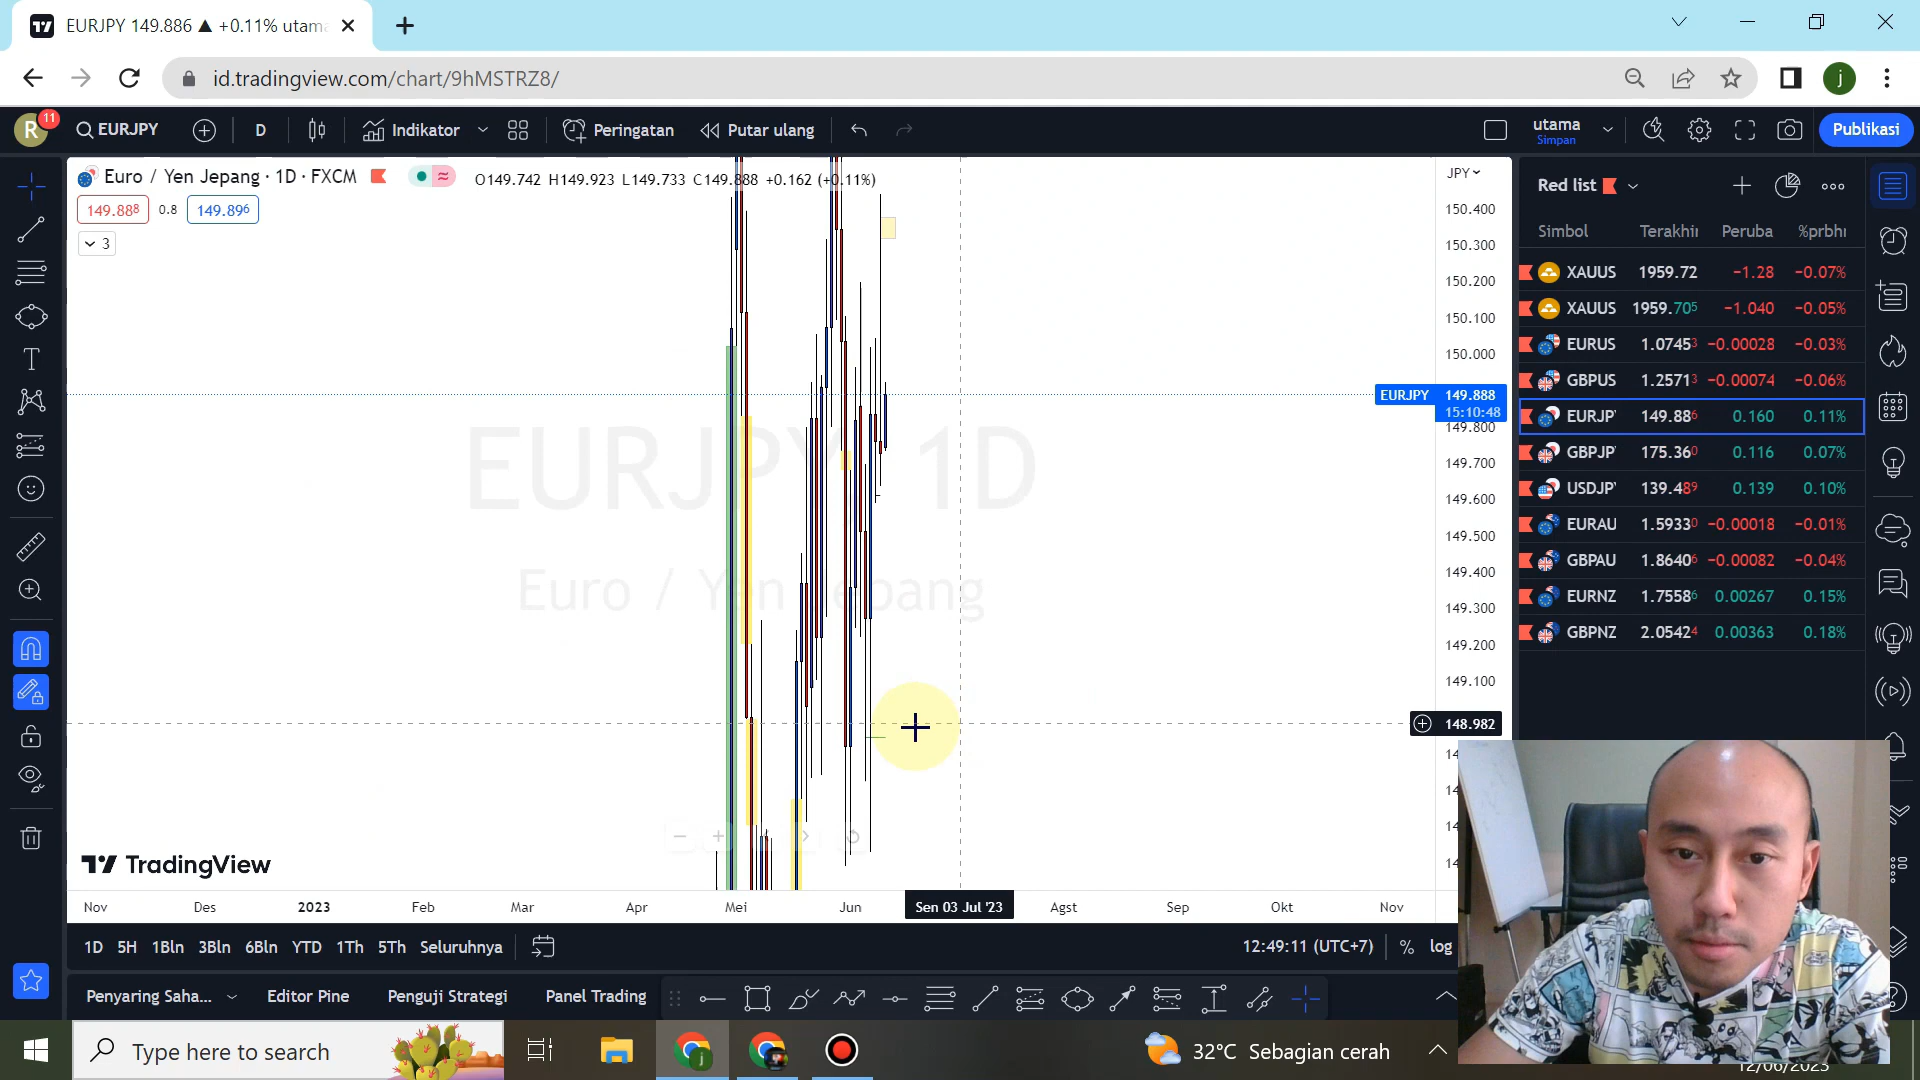 EURJPY 149.886 ▲ +0.11% utam
id.tradingview.com/chart/9hMSTRZ8/
j
R 11 EURJPY D Indikator Peringatan Putar ulang utama Simpan Publikasi
Euro / Yen Jepang · 1D · FXCM O149.742 H149.923 L149.733 C149.888 +0.162 (+0.11%)
149.888 0.8 149.896
3
EURJPY 1D
Euro / Yen Jepang
JPY
150.400
150.300
150.200
150.100
150.000
EURJPY 149.888
15:10:48
149.800
149.700
149.600
149.500
149.400
149.300
149.200
149.100
148.982
TradingView
Nov Des 2023 Feb Mar Apr Mei Jun Sen 03 Jul '23 Agst Sep Okt Nov
1D 5H 1Bln 3Bln 6Bln YTD 1Th 5Th Seluruhnya 12:49:11 (UTC+7) % log
Penyaring Saha... Editor Pine Penguji Strategi Panel Trading
Red list
Simbol Terakhir Peruba %prbhr
XAUUS 1959.72 −1.28 −0.07%
XAUUS 1959.705 −1.040 −0.05%
EURUS 1.07453 −0.00028 −0.03%
GBPUS 1.25713 −0.00074 −0.06%
EURJP 149.886 0.160 0.11%
GBPJP 175.360 0.116 0.07%
USDJP 139.489 0.139 0.10%
EURAU 1.59330 −0.00018 −0.01%
GBPAU 1.86406 −0.00082 −0.04%
EURNZ 1.75586 0.00267 0.15%
GBPNZ 2.05424 0.00363 0.18%
Type here to search
32°C Sebagian cerah
12/06/2023